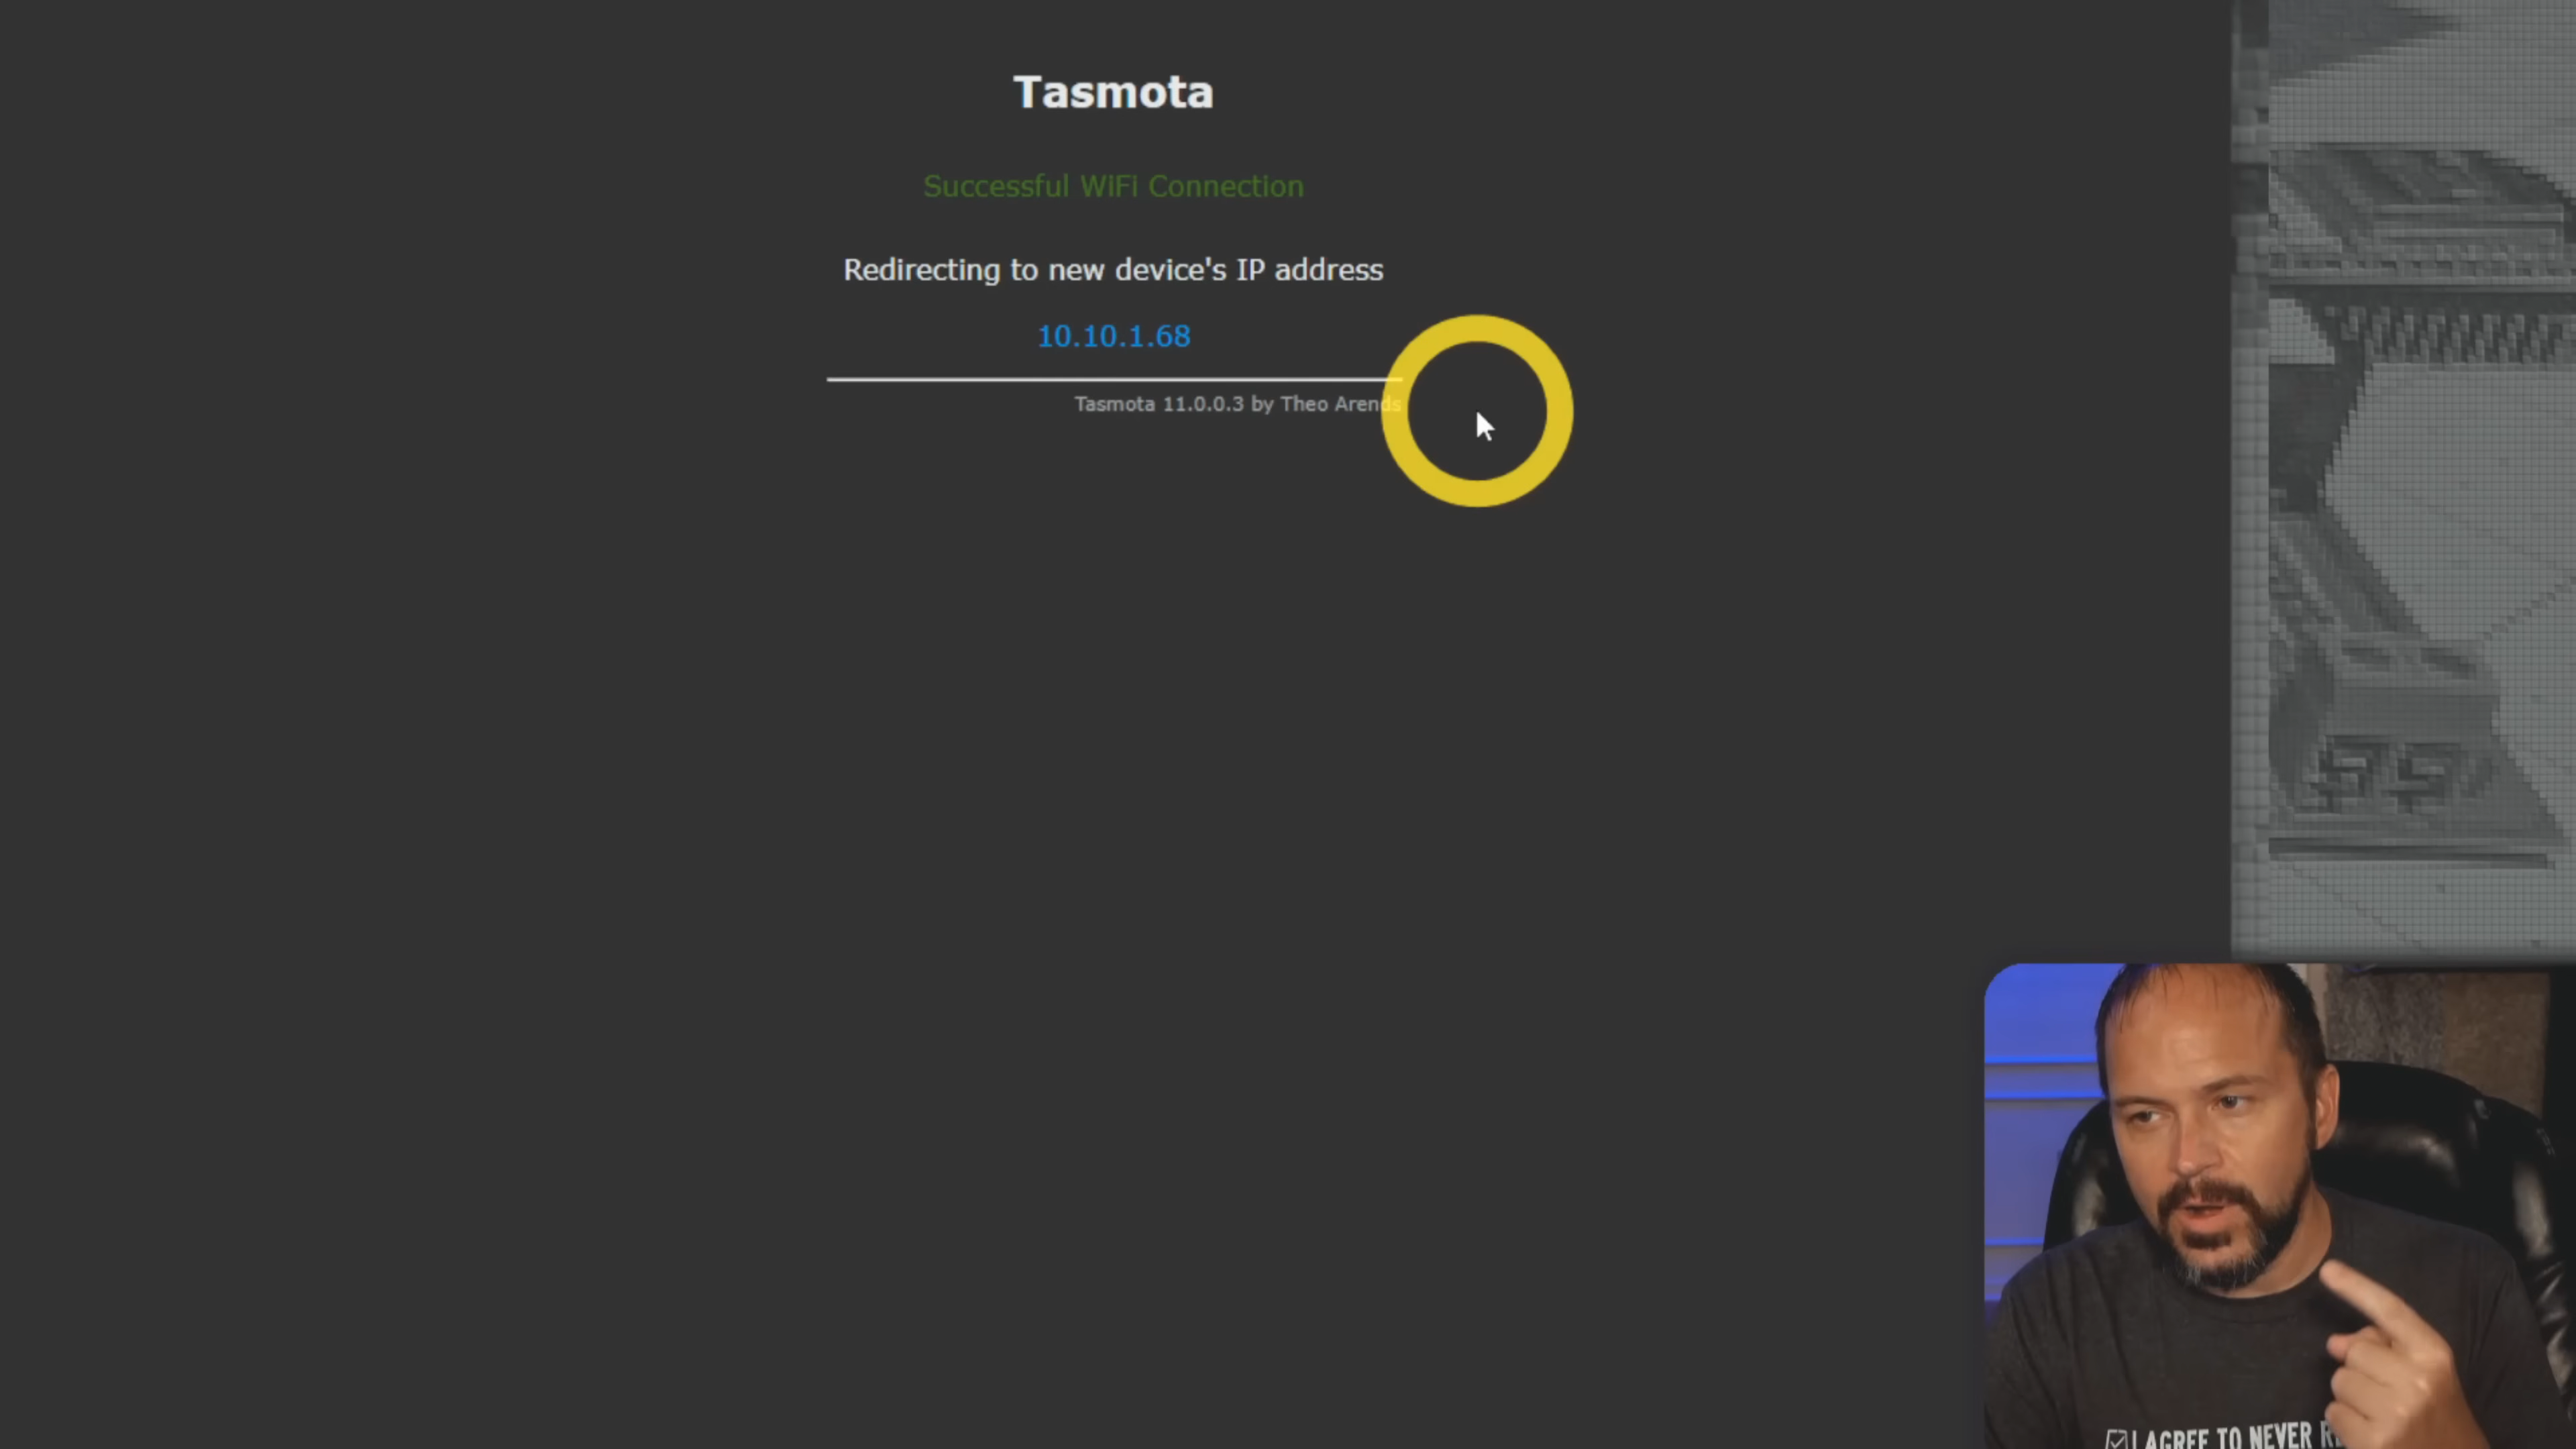 Tasmota
Successful WiFi Connection
Redirecting to new device's IP address
10.10.1.68
Tasmota 11.0.0.3 by Theo Arends
I AGREE TO NEVER